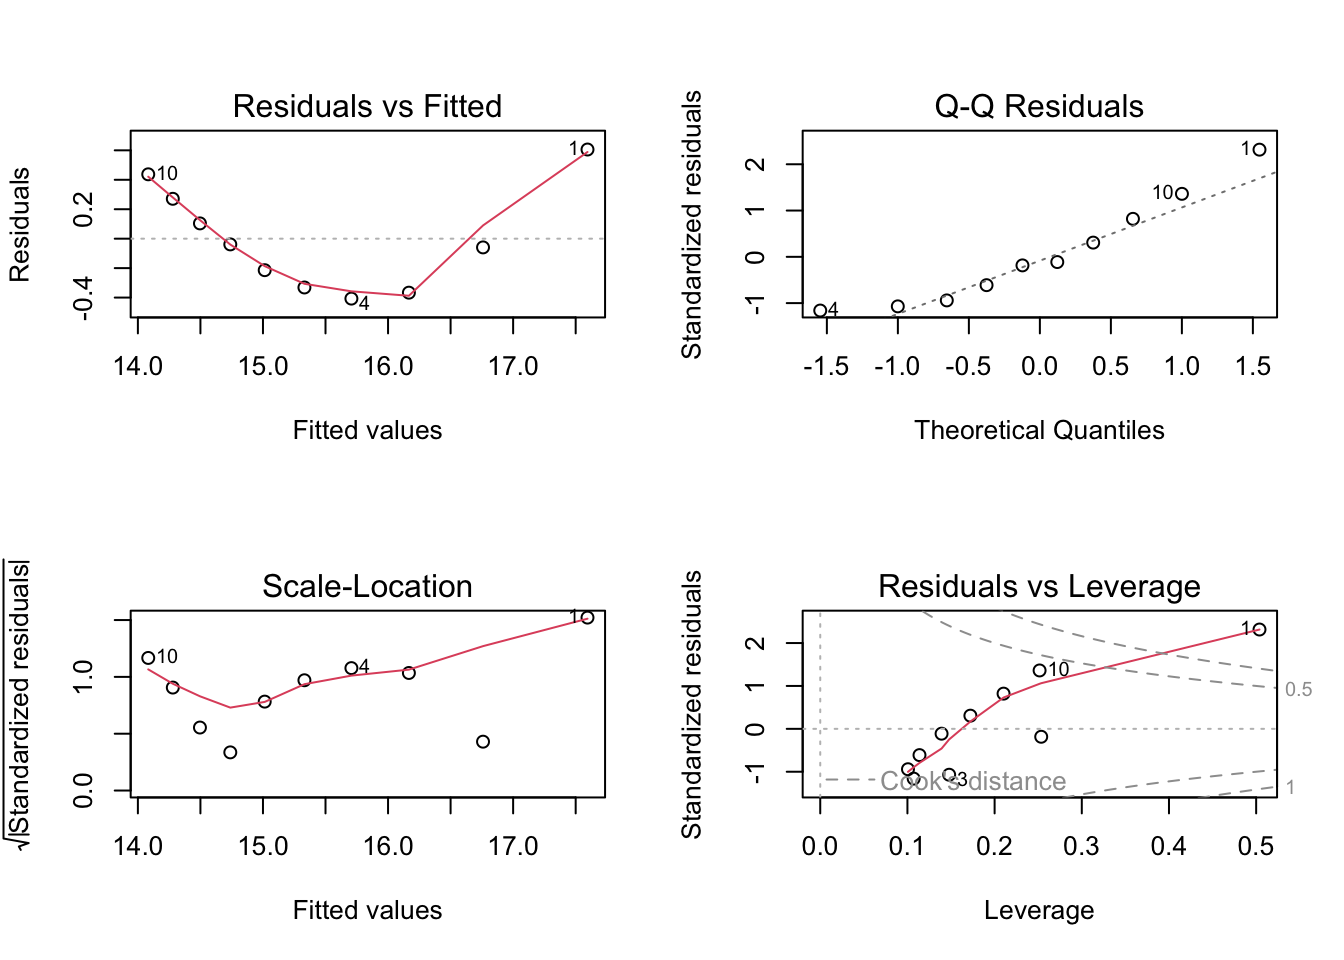 Residuals vs Fitted
Residuals
-0.4 0.2
10
4
1
14.0 15.0 16.0 17.0
Fitted values
Q-Q Residuals
Standardized residuals
-1 0 1 2
4
10
1
-1.5 -1.0 -0.5 0.0 0.5 1.0 1.5
Theoretical Quantiles
Scale-Location
√|Standardized residuals|
0.0 1.0
10
4
1
14.0 15.0 16.0 17.0
Fitted values
Residuals vs Leverage
Standardized residuals
-1 0 1 2
1
10
3
Cook's distance
0.5
1
0.0 0.1 0.2 0.3 0.4 0.5
Leverage